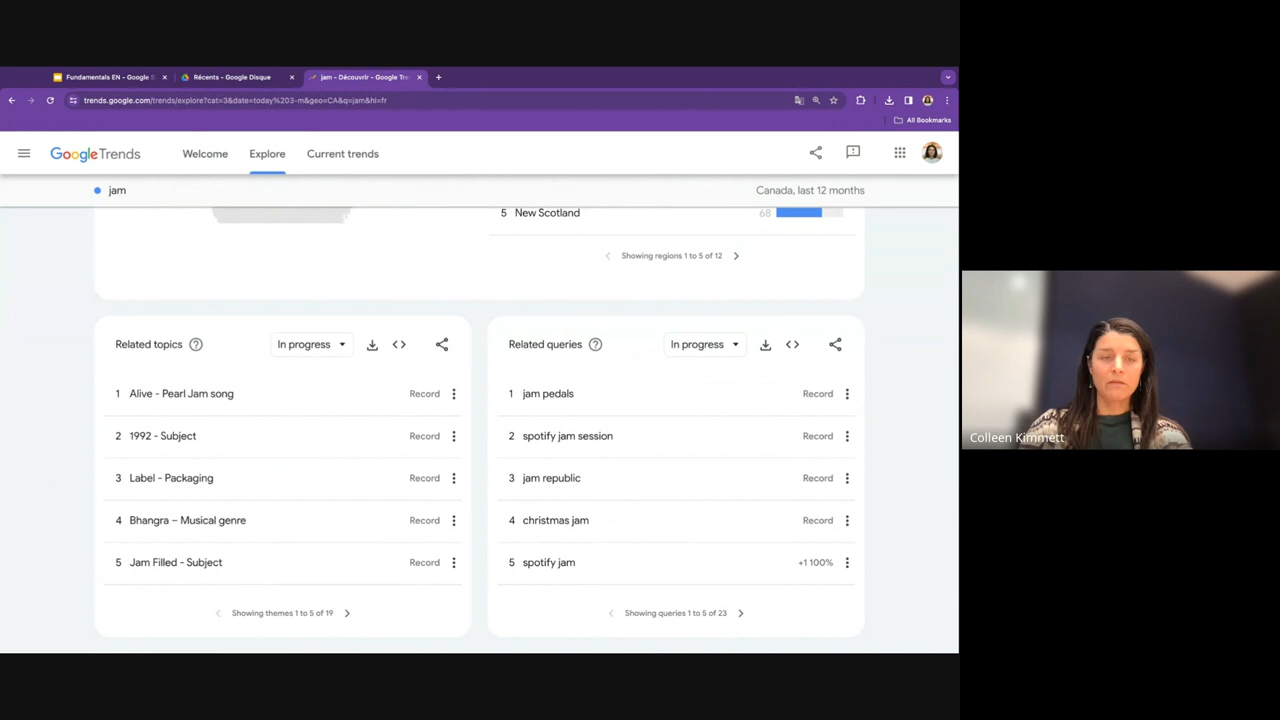 Fundamentals EN - Google S
Récents - Google Disque
jam - Découvrir - Google Tre
trends.google.com/trends/explore?cat=3&date=today%203-m&geo=CA&q=jam&hl=fr
All Bookmarks
Google Trends
Welcome
Explore
Current trends
jam
Canada, last 12 months
5 New Scotland 68
Showing regions 1 to 5 of 12
Related topics
In progress
1 Alive - Pearl Jam song Record
2 1992 - Subject Record
3 Label - Packaging Record
4 Bhangra – Musical genre Record
5 Jam Filled - Subject Record
Showing themes 1 to 5 of 19
Related queries
In progress
1 jam pedals Record
2 spotify jam session Record
3 jam republic Record
4 christmas jam Record
5 spotify jam +1 100%
Showing queries 1 to 5 of 23
Colleen Kimmett